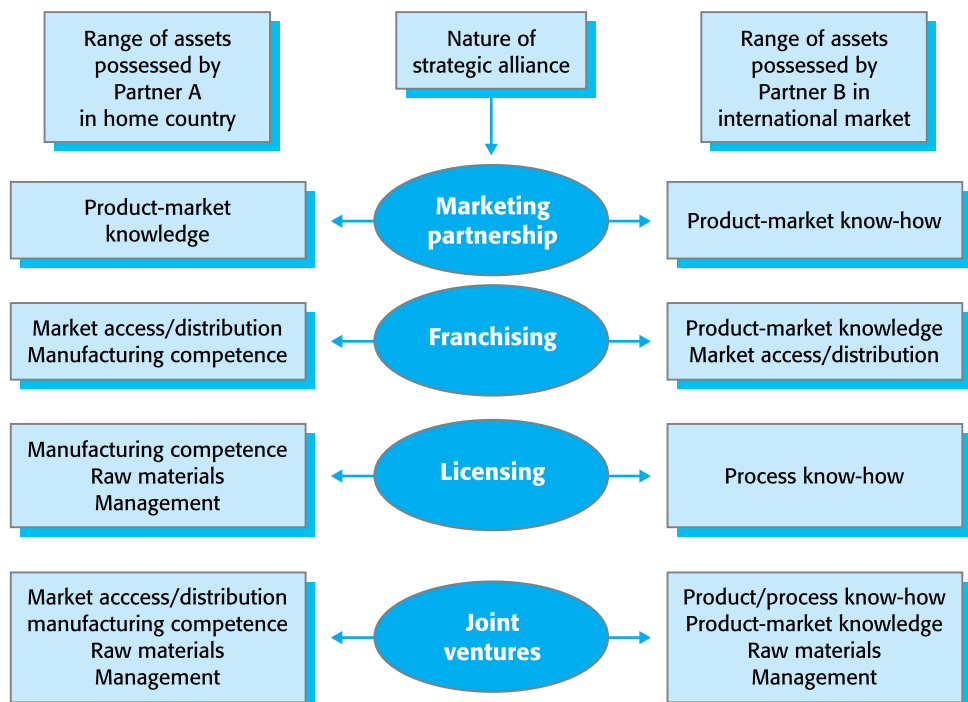 Range of assets
possessed by
Partner A
in home country
Nature of
strategic alliance
Range of assets
possessed by
Partner B in
international market
Product-market
knowledge
Marketing
partnership
Product-market know-how
Market access/distribution
Manufacturing competence
Franchising
Product-market knowledge
Market access/distribution
Manufacturing competence
Raw materials
Management
Licensing
Process know-how
Market acccess/distribution
manufacturing competence
Raw materials
Management
Joint
ventures
Product/process know-how
Product-market knowledge
Raw materials
Management